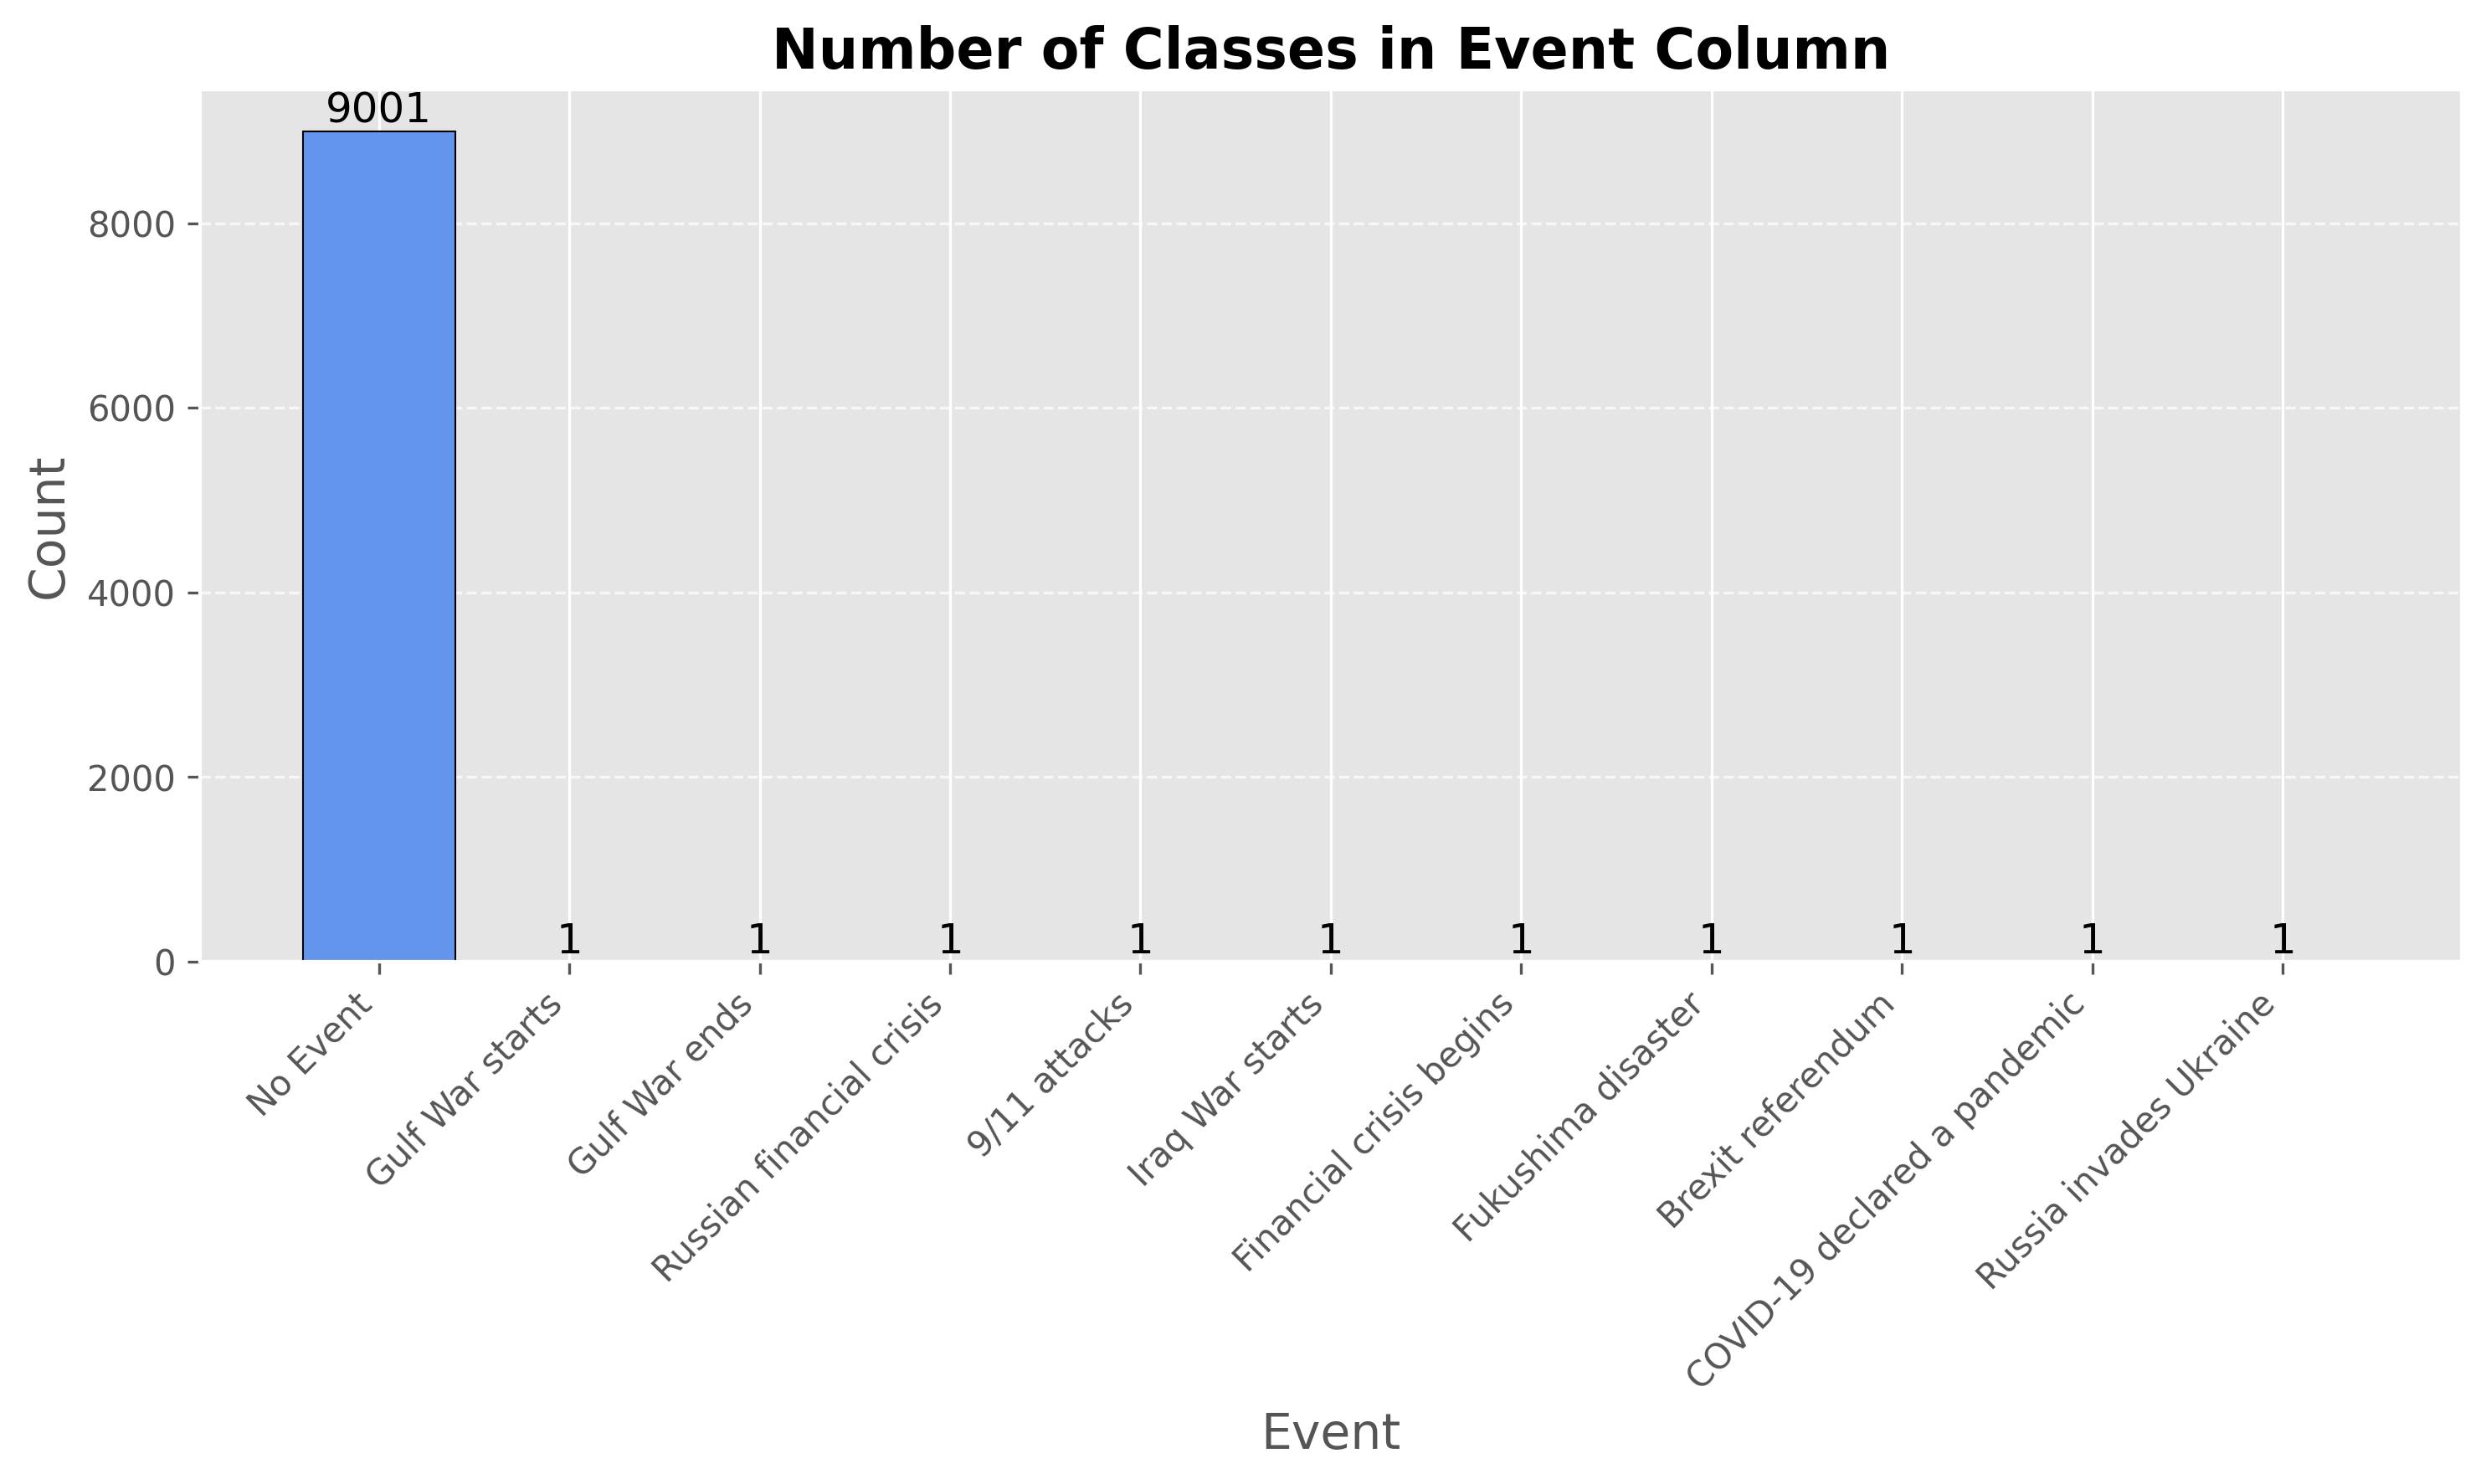 Number of Classes in Event Column
9001
8000
6000
4000
2000
0
Count
1
1
1
1
1
1
1
1
1
1
No Event
Gulf War starts
Gulf War ends
Russian financial crisis
9/11 attacks
Iraq War starts
Financial crisis begins
Fukushima disaster
Brexit referendum
COVID-19 declared a pandemic
Russia invades Ukraine
Event